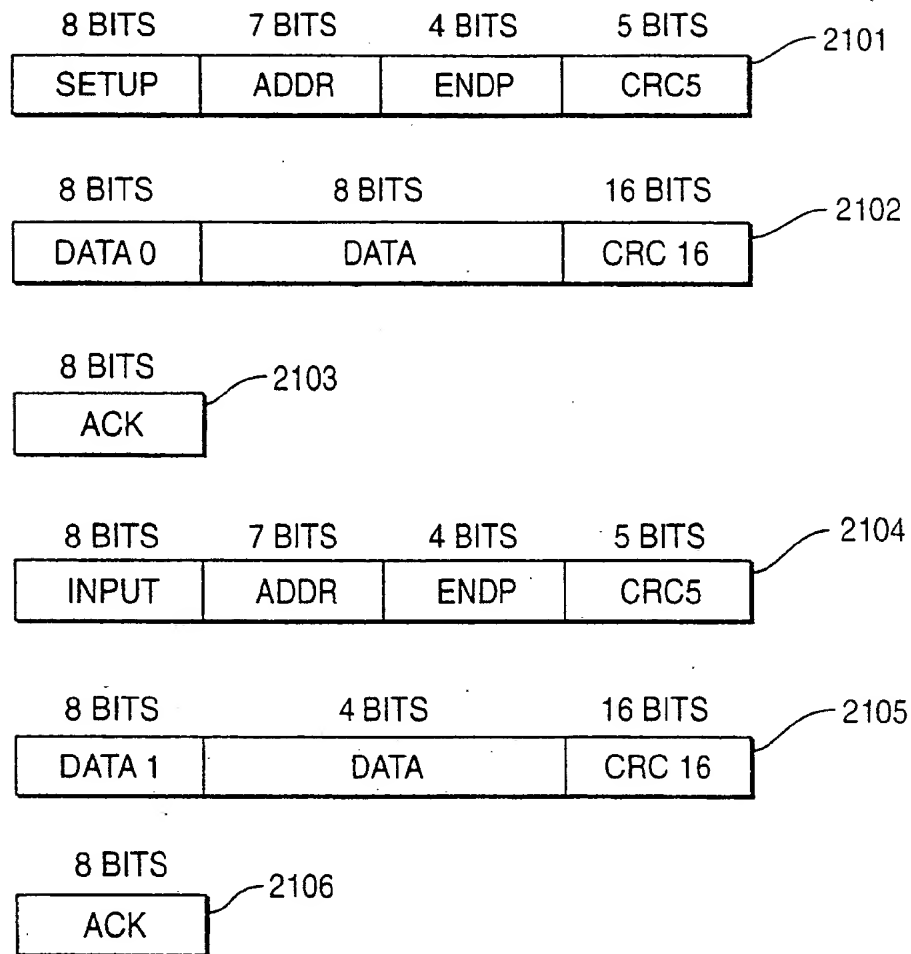 8 BITS 7 BITS 4 BITS 5 BITS
2101
SETUP ADDR ENDP CRC5
8 BITS 8 BITS 16 BITS
2102
DATA 0 DATA CRC 16
8 BITS
2103
ACK
8 BITS 7 BITS 4 BITS 5 BITS
2104
INPUT ADDR ENDP CRC5
8 BITS 4 BITS 16 BITS
2105
DATA 1 DATA CRC 16
8 BITS
2106
ACK